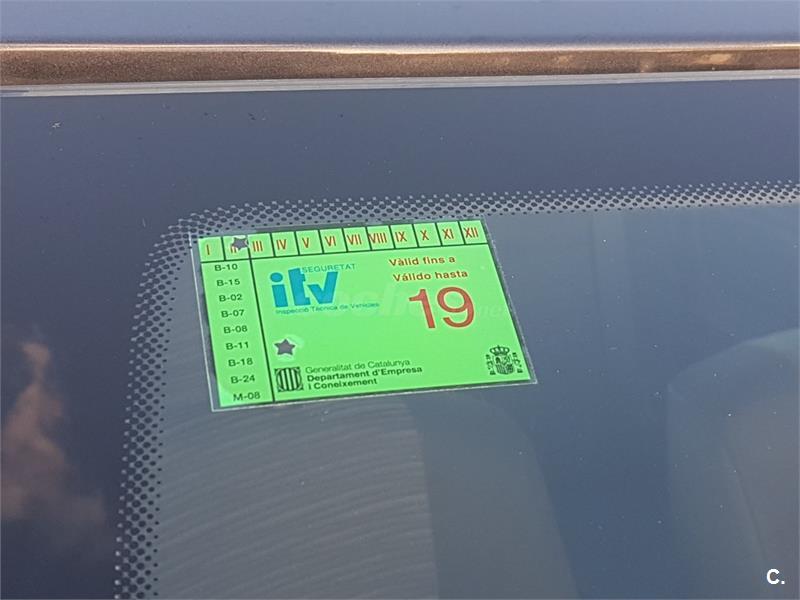 I II III IV V VI VII VIII IX X XI XII
B-10
B-15
B-02
B-07
B-08
B-11
B-18
B-24
M-08
SEGURETAT
itv
Inspecció Tècnica de Vehicles
Vàlid fins a
Válido hasta
19
Generalitat de Catalunya
Departament d'Empresa
i Coneixement
C.